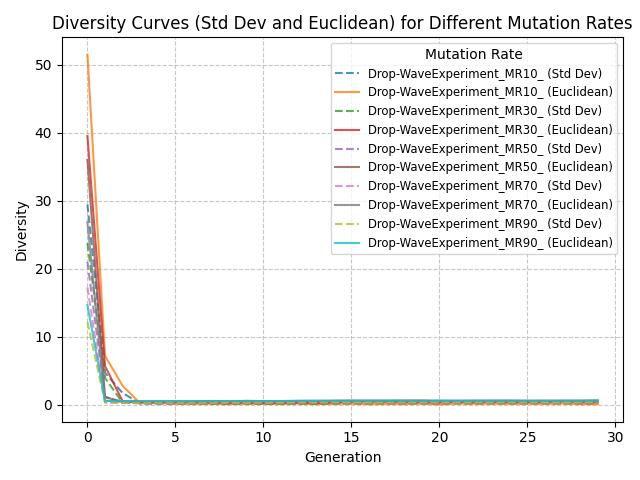 Diversity Curves (Std Dev and Euclidean) for Different Mutation Rates
Mutation Rate
Drop-WaveExperiment_MR10_ (Std Dev)
Drop-WaveExperiment_MR10_ (Euclidean)
Drop-WaveExperiment_MR30_ (Std Dev)
Drop-WaveExperiment_MR30_ (Euclidean)
Drop-WaveExperiment_MR50_ (Std Dev)
Drop-WaveExperiment_MR50_ (Euclidean)
Drop-WaveExperiment_MR70_ (Std Dev)
Drop-WaveExperiment_MR70_ (Euclidean)
Drop-WaveExperiment_MR90_ (Std Dev)
Drop-WaveExperiment_MR90_ (Euclidean)
Diversity
50
40
30
20
10
0
0 5 10 15 20 25 30
Generation